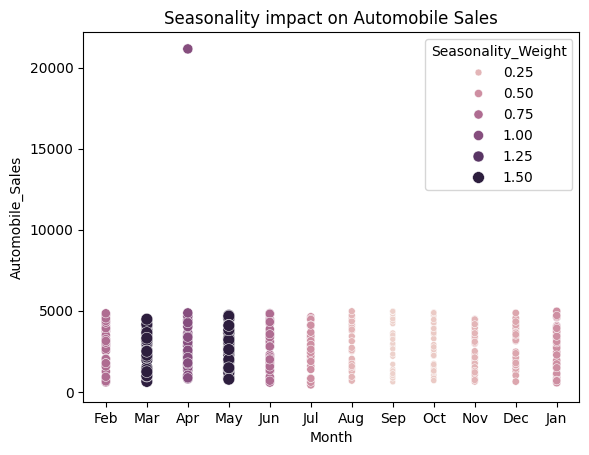 Seasonality impact on Automobile Sales
Automobile_Sales
20000
15000
10000
5000
0
Seasonality_Weight
0.25
0.50
0.75
1.00
1.25
1.50
Feb Mar Apr May Jun Jul Aug Sep Oct Nov Dec Jan
Month